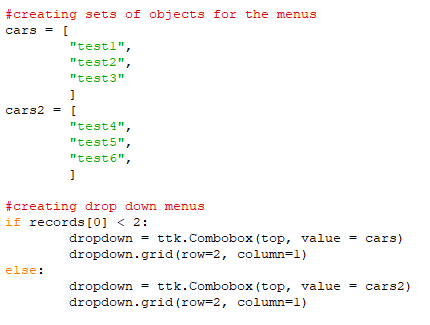 #creating sets of objects for the menus
cars = [
"test1",
"test2",
"test3"
]
cars2 = [
"test4",
"test5",
"test6",
]
#creating drop down menus
if records[0] < 2:
dropdown = ttk.Combobox(top, value = cars)
dropdown.grid(row=2, column=1)
else:
dropdown = ttk.Combobox(top, value = cars2)
dropdown.grid(row=2, column=1)